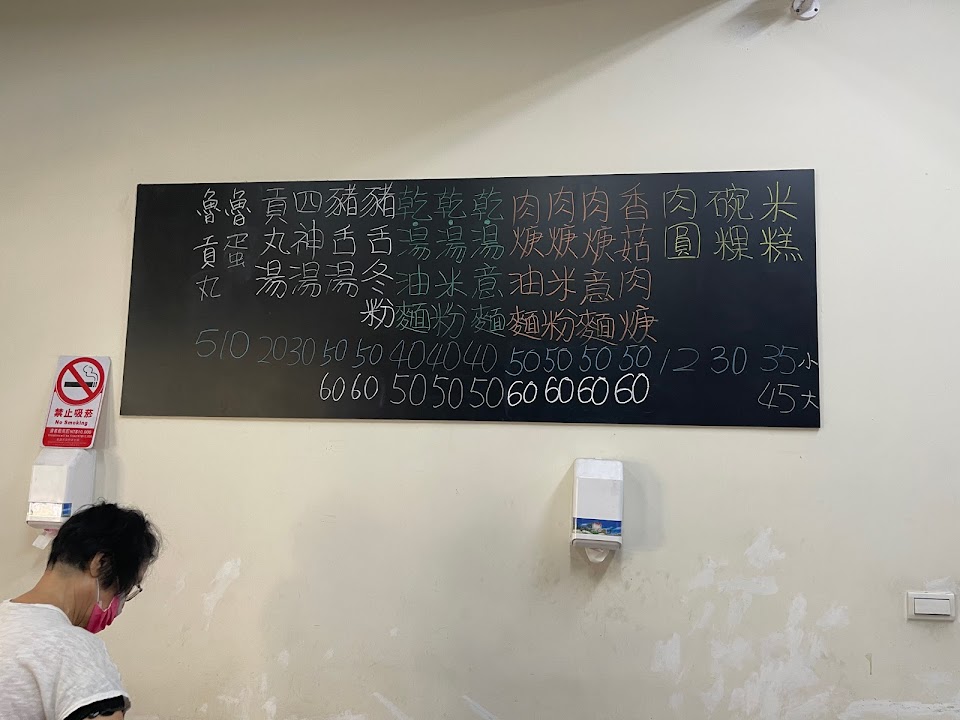 米糕
35小
45大
碗粿
30
肉圓
12
香菇肉焿
50
60
肉焿意麵
50
60
肉焿米粉
50
60
肉焿油麵
50
60
乾·湯意麵
40
50
乾·湯米粉
40
50
乾·湯油麵
40
50
豬舌冬粉
50
60
豬舌湯
50
60
四神湯
30
貢丸湯
20
魯蛋
10
魯貢丸
5
禁止吸菸
No Smoking